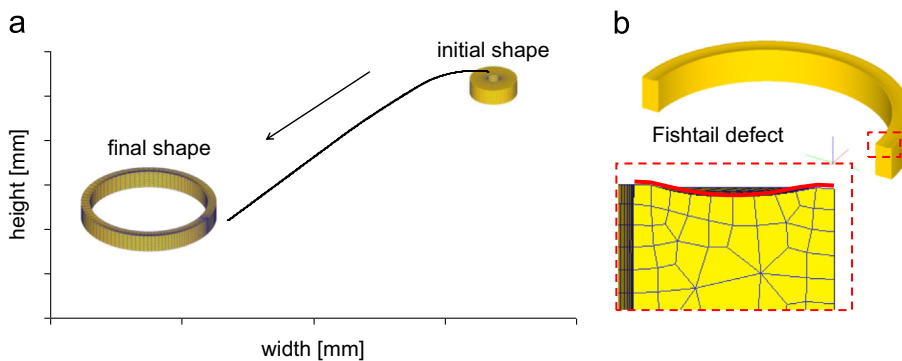 a
initial shape
final shape
height [mm]
width [mm]
b
Fishtail defect